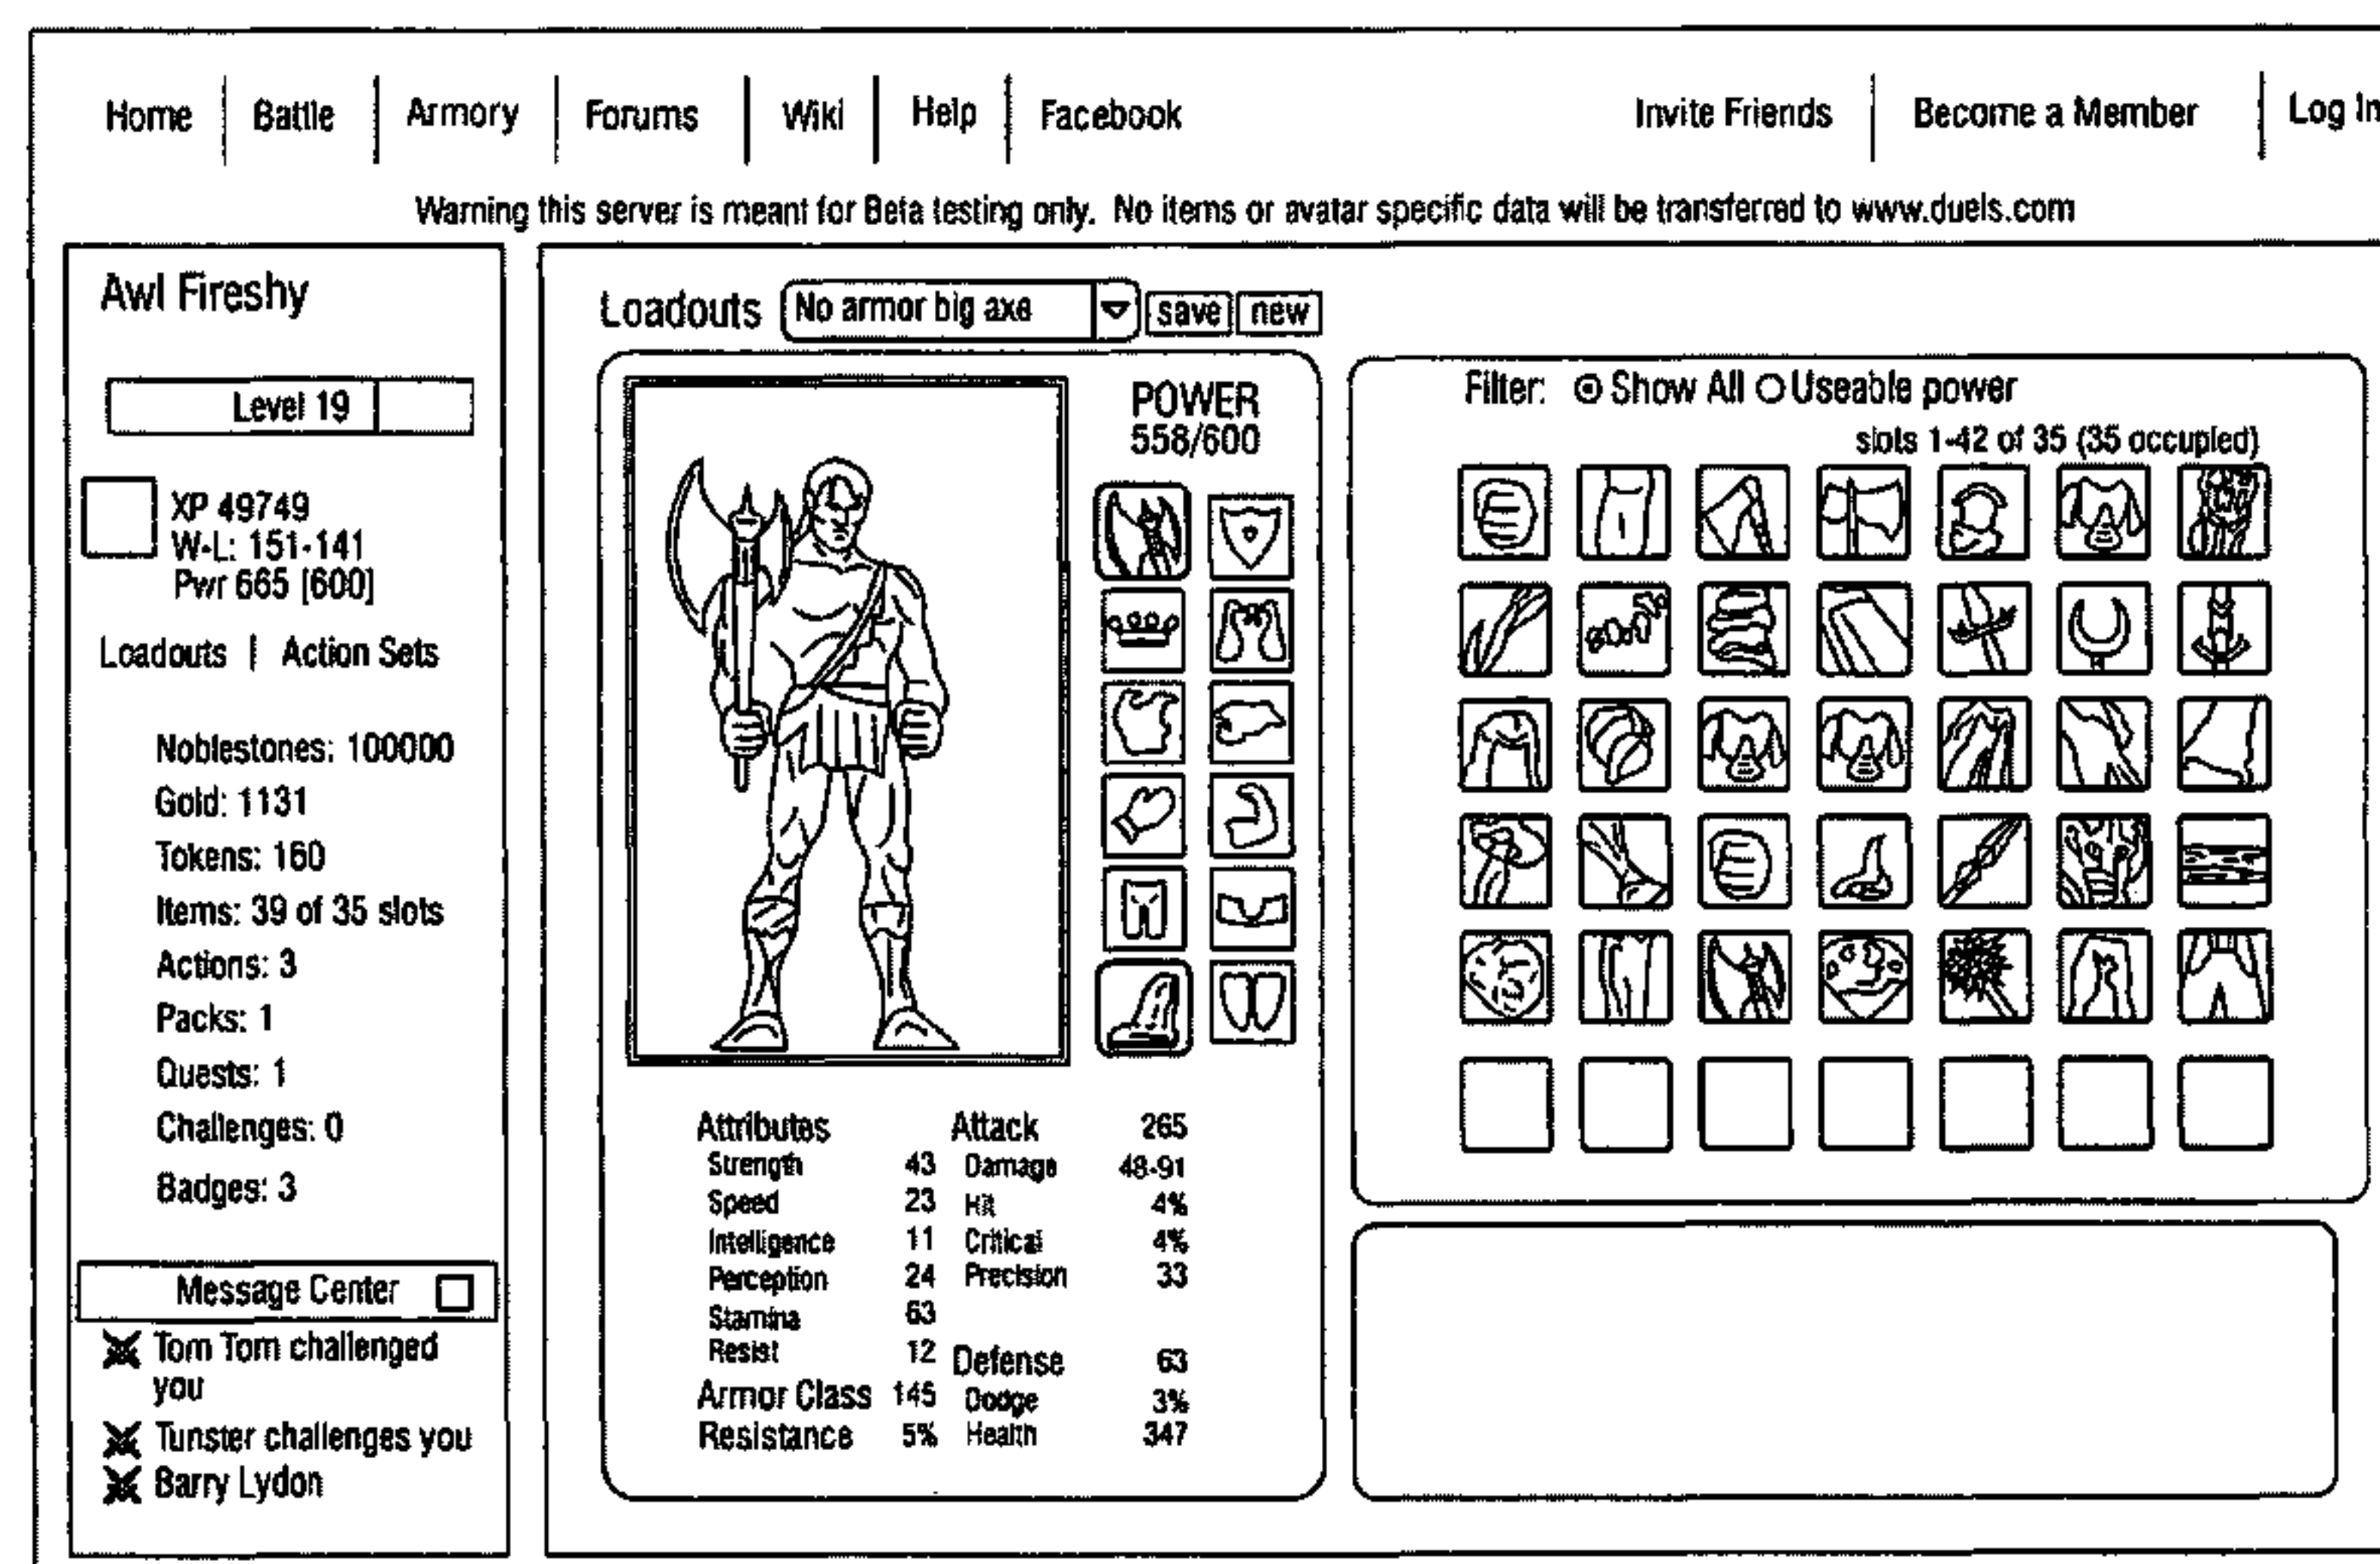 Home Battle Armory Forums Wiki Help Facebook Invite Friends Become a Member Log In
Warning this server is meant for Beta testing only. No items or avatar specific data will be transferred to www.duels.com
Awl Fireshy
Level 19
XP 49749
W-L: 151-141
Pwr 665 [600]
Loadouts | Action Sets
Noblestones: 100000
Gold: 1131
Tokens: 160
Items: 39 of 35 slots
Actions: 3
Packs: 1
Quests: 1
Challenges: 0
Badges: 3
Message Center
Tom Tom challenged
you
Tunster challenges you
Barry Lydon
Loadouts No armor big axe save new
POWER
558/600
Attributes Attack 265
Strength 43 Damage 48-91
Speed 23 Hit 4%
Intelligence 11 Critical 4%
Perception 24 Precision 33
Stamina 63
Resist 12 Defense 63
Armor Class 145 Dodge 3%
Resistance 5% Health 347
Filter: Show All Useable power
slots 1-42 of 35 (35 occupied)